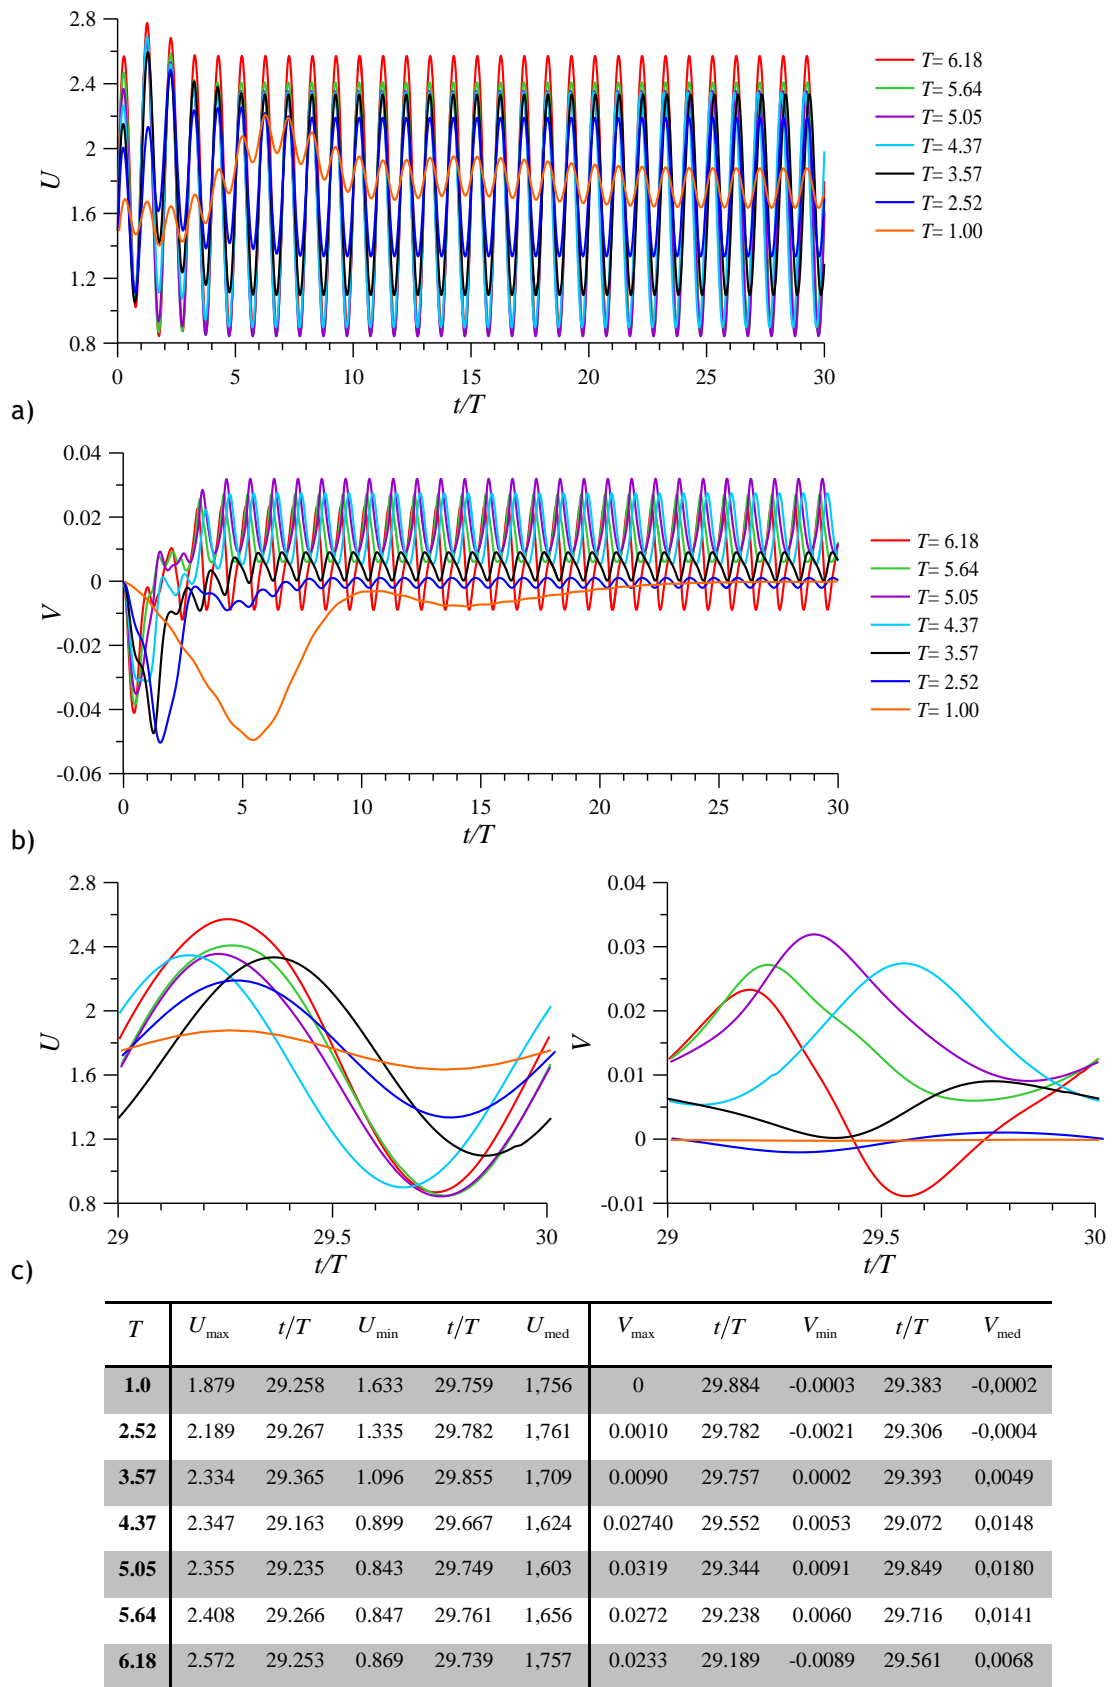 2.8
2.4
2
1.6
1.2
0.8
U
0 5 10 15 20 25 30
t/T
T= 6.18
T= 5.64
T= 5.05
T= 4.37
T= 3.57
T= 2.52
T= 1.00
a)
0.04
0.02
0
-0.02
-0.04
-0.06
V
0 5 10 15 20 25 30
t/T
T= 6.18
T= 5.64
T= 5.05
T= 4.37
T= 3.57
T= 2.52
T= 1.00
b)
2.8
2.4
2
1.6
1.2
0.8
U
29 29.5 30
t/T
0.04
0.03
0.02
0.01
0
-0.01
V
29 29.5 30
t/T
c)
T U_max t/T U_min t/T U_med V_max t/T V_min t/T V_med
1.0 1.879 29.258 1.633 29.759 1,756 0 29.884 -0.0003 29.383 -0,0002
2.52 2.189 29.267 1.335 29.782 1,761 0.0010 29.782 -0.0021 29.306 -0,0004
3.57 2.334 29.365 1.096 29.855 1,709 0.0090 29.757 0.0002 29.393 0,0049
4.37 2.347 29.163 0.899 29.667 1,624 0.02740 29.552 0.0053 29.072 0,0148
5.05 2.355 29.235 0.843 29.749 1,603 0.0319 29.344 0.0091 29.849 0,0180
5.64 2.408 29.266 0.847 29.761 1,656 0.0272 29.238 0.0060 29.716 0,0141
6.18 2.572 29.253 0.869 29.739 1,757 0.0233 29.189 -0.0089 29.561 0,0068